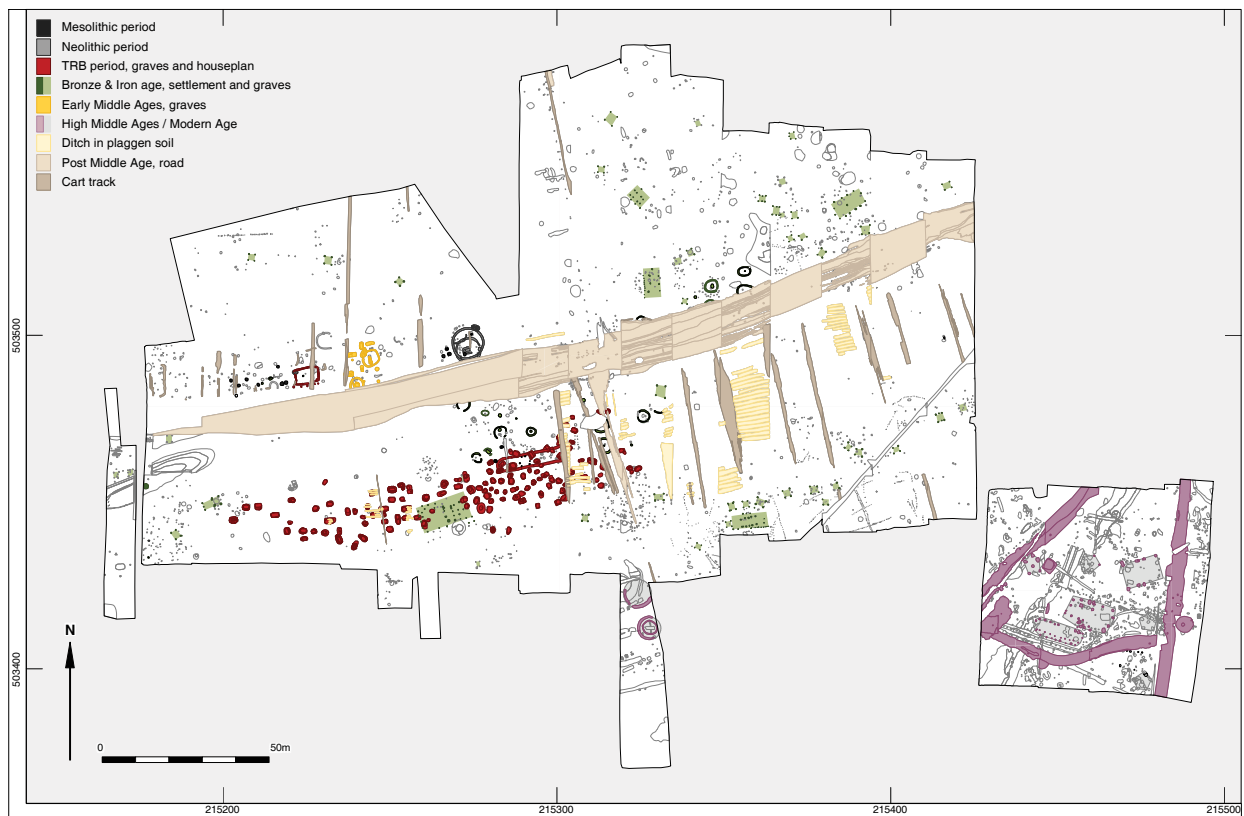 Mesolithic period
Neolithic period
TRB period, graves and houseplan
Bronze & Iron age, settlement and graves
Early Middle Ages, graves
High Middle Ages / Modern Age
Ditch in plaggen soil
Post Middle Age, road
Cart track
503500
503400
N
0 50m
215200 215300 215400 215500